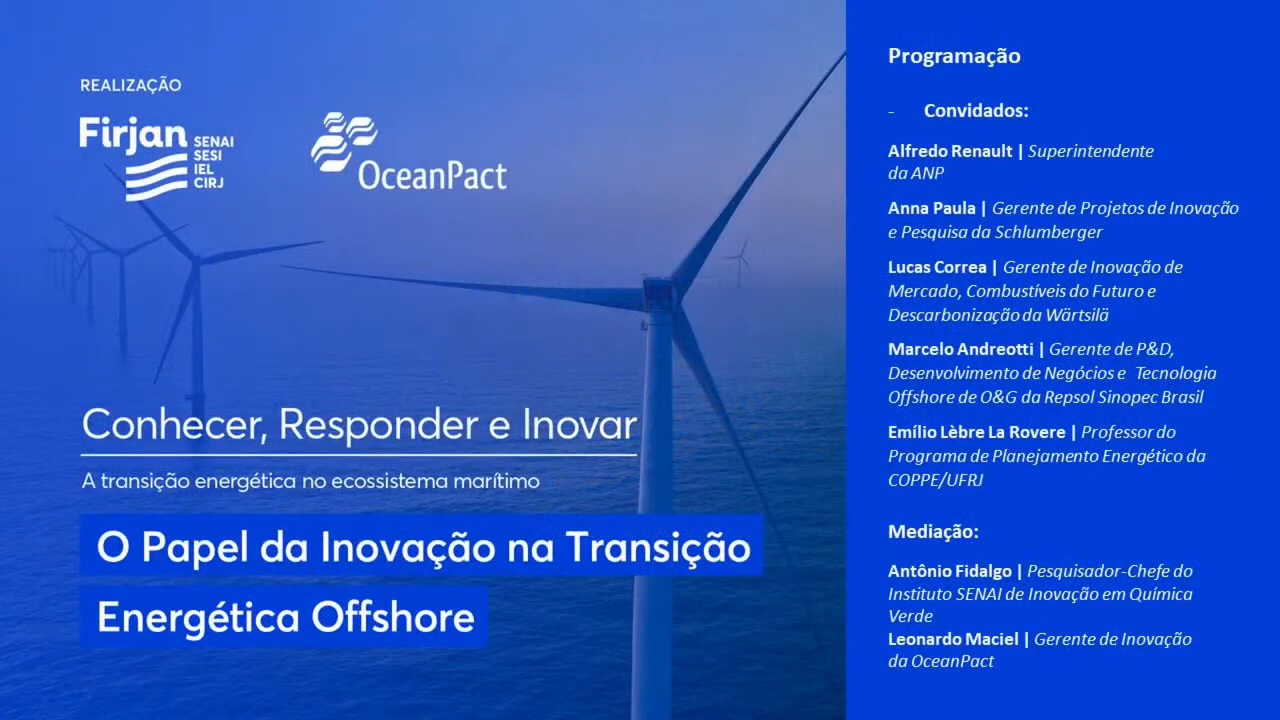 REALIZAÇÃO
Firjan
SENAI
SESI
IEL
CIRJ
OceanPact
Conhecer, Responder e Inovar
A transição energética no ecossistema marítimo
O Papel da Inovação na Transição
Energética Offshore
Programação
- Convidados:
Alfredo Renault | Superintendente
da ANP
Anna Paula | Gerente de Projetos de Inovação
e Pesquisa da Schlumberger
Lucas Correa | Gerente de Inovação de
Mercado, Combustíveis do Futuro e
Descarbonização da Wärtsilä
Marcelo Andreotti | Gerente de P&D,
Desenvolvimento de Negócios e Tecnologia
Offshore de O&G da Repsol Sinopec Brasil
Emílio Lèbre La Rovere | Professor do
Programa de Planejamento Energético da
COPPE/UFRJ
Mediação:
Antônio Fidalgo | Pesquisador-Chefe do
Instituto SENAI de Inovação em Química
Verde
Leonardo Maciel | Gerente de Inovação
da OceanPact